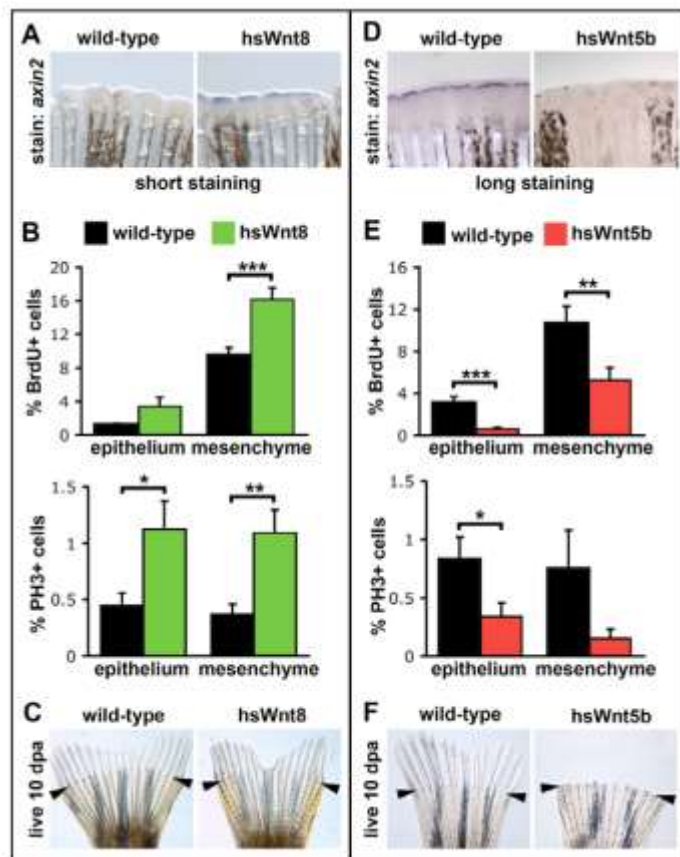 A
wild-type hsWnt8
stain: axin2
short staining
B
wild-type hsWnt8
% BrdU+ cells
20
16
12
8
4
0
***
epithelium mesenchyme
% PH3+ cells
1.5
1
0.5
0
* **
epithelium mesenchyme
C
wild-type hsWnt8
live 10 dpa
D
wild-type hsWnt5b
stain: axin2
long staining
E
wild-type hsWnt5b
% BrdU+ cells
16
12
8
4
0
*** **
epithelium mesenchyme
% PH3+ cells
1.5
1
0.5
0
*
epithelium mesenchyme
F
wild-type hsWnt5b
live 10 dpa